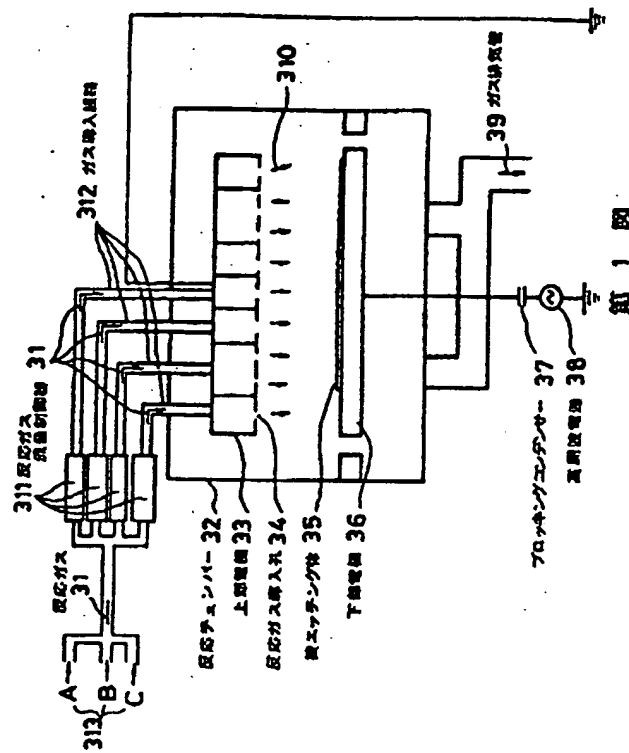 313
A
B
C
反応ガス
31
311 反応ガス
流量制御器
31
312 ガス導入経路
反応チェンバー 32
上部電極 33
反応ガス導入孔 34
被エッチング体 35
下部電極 36
310
ブロッキングコンデンサー 37
高周波電源 38
39 ガス排気管
第 1 図